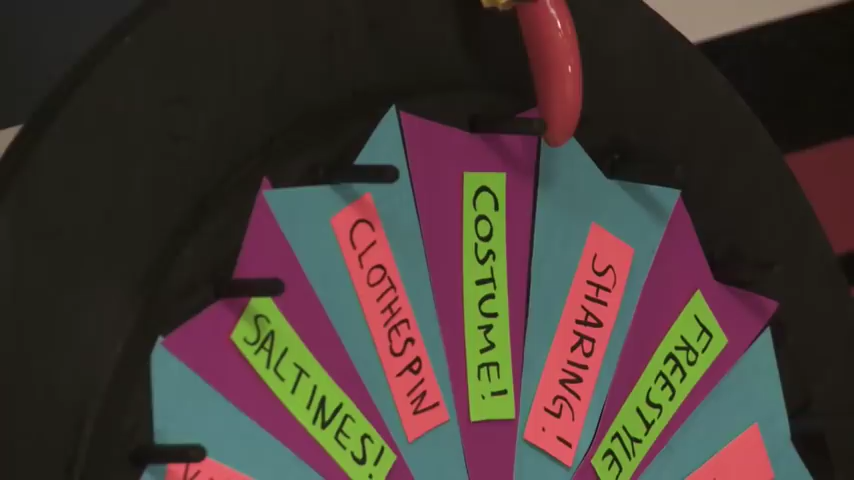 SALTINES!
CLOTHESPIN
COSTUME!
SHARING!
FREESTYLE